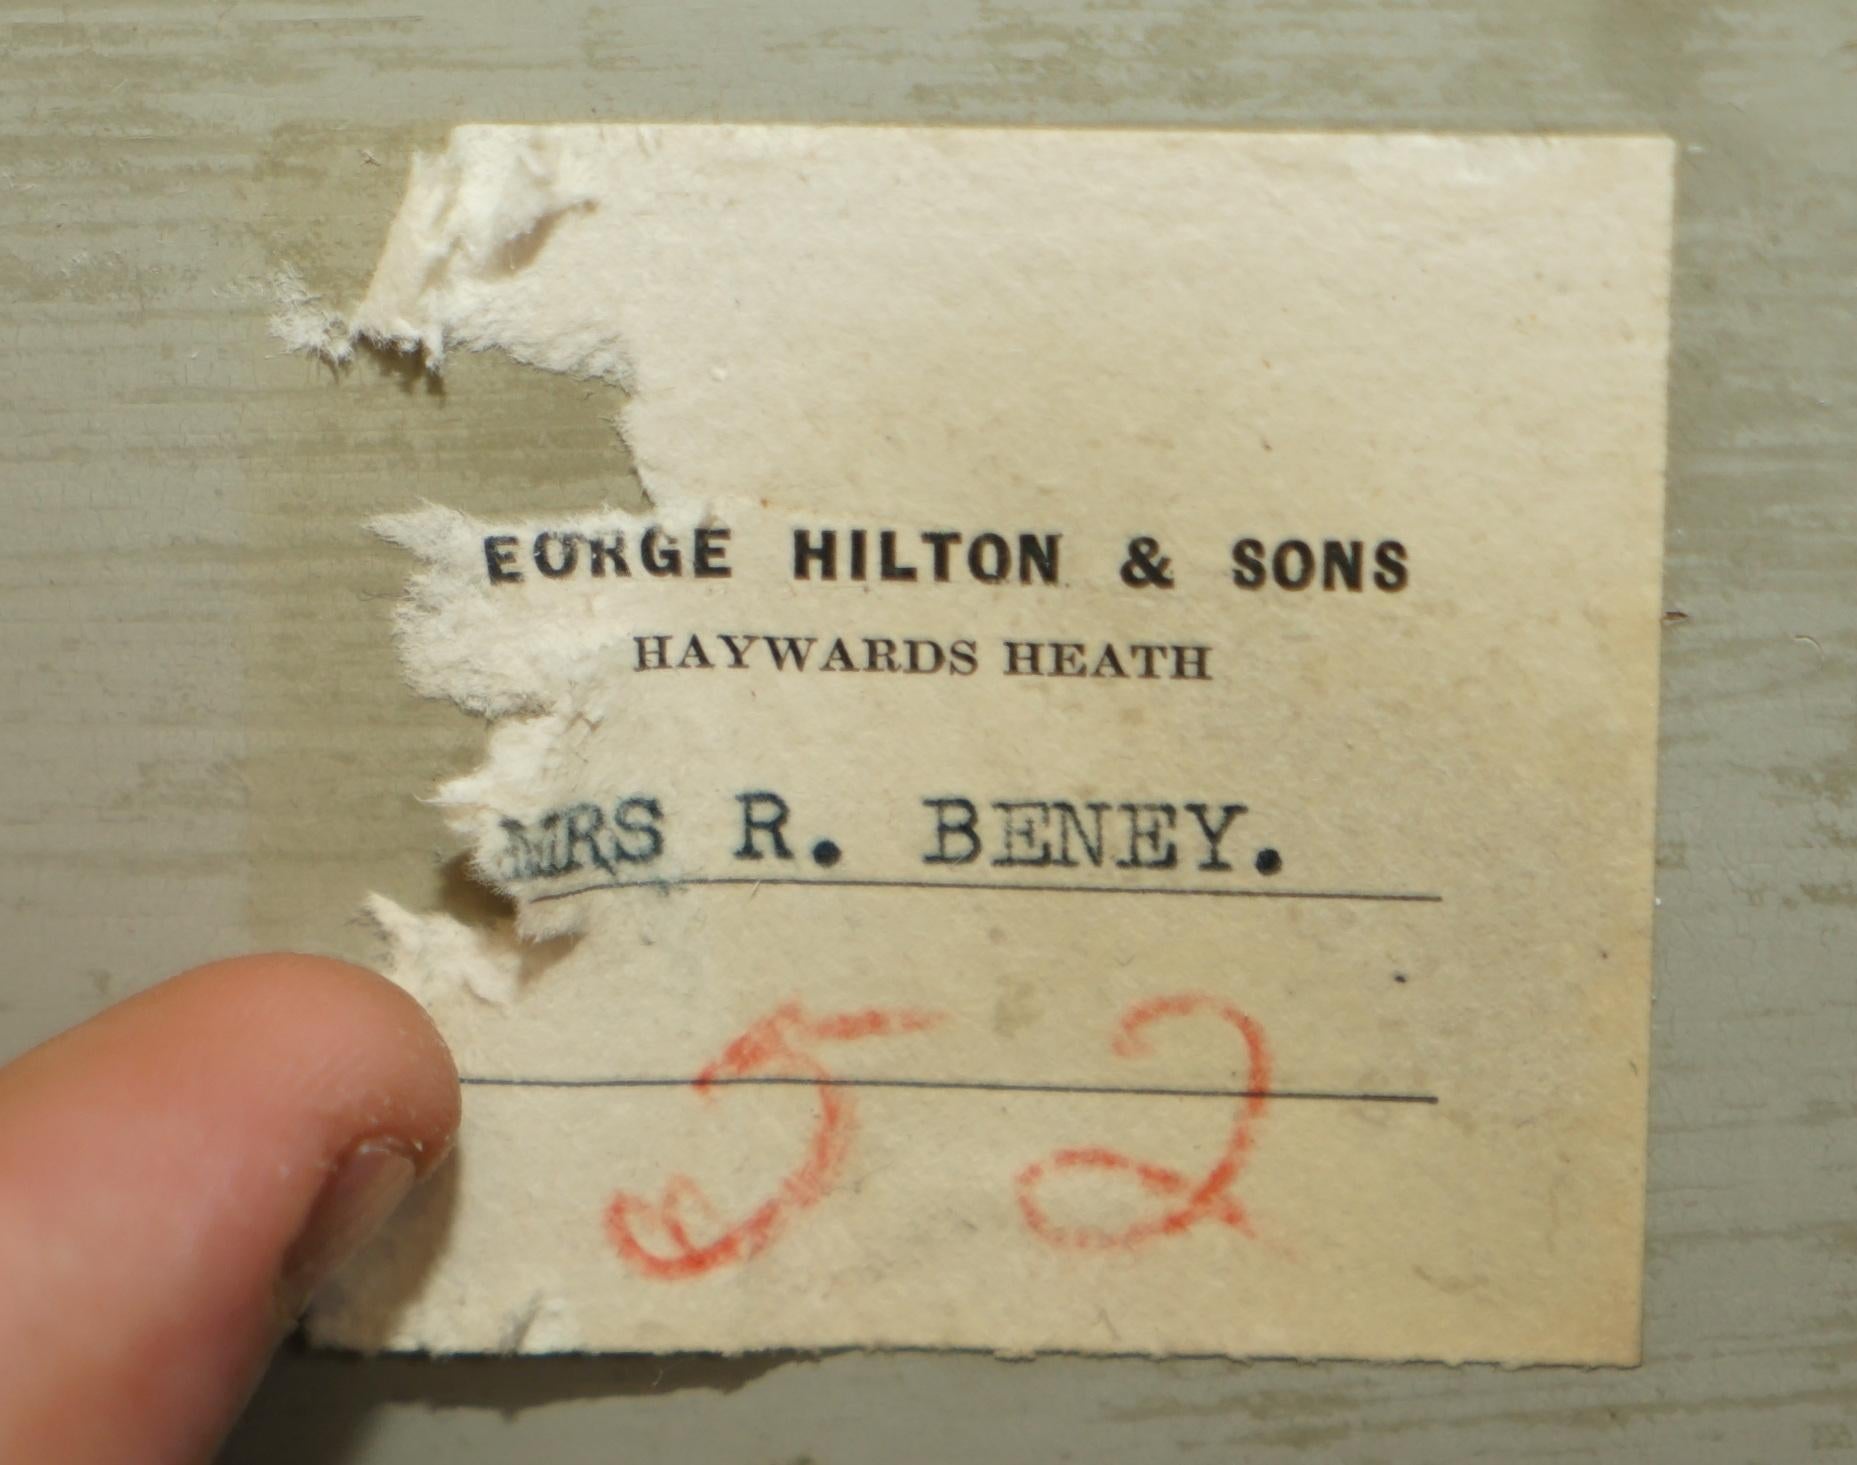 EORGE HILTON & SONS
HAYWARDS HEATH
MRS R. BENEY.
52